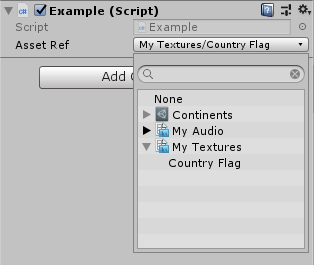 Example (Script)
Script
Example
Asset Ref
My Textures/Country Flag
Add C
None
Continents
My Audio
My Textures
Country Flag